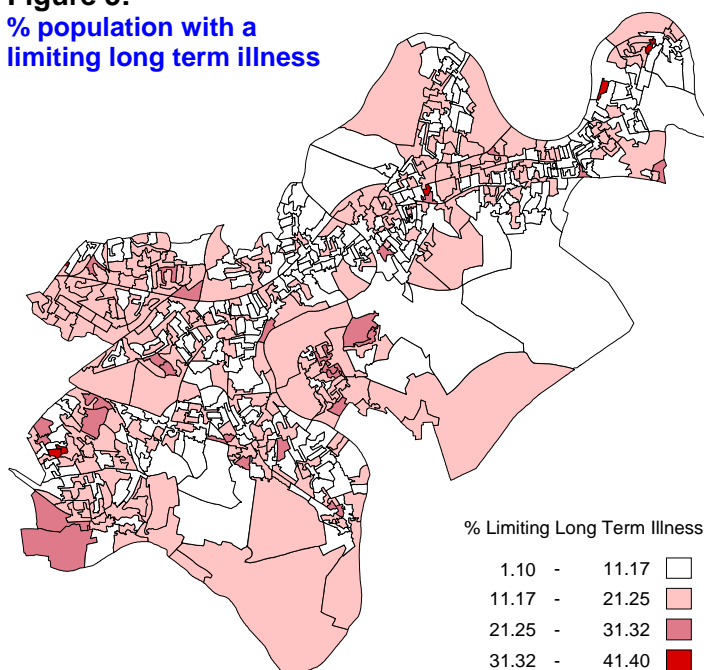 % population with a
limiting long term illness
% Limiting Long Term Illness
1.10 - 11.17
11.17 - 21.25
21.25 - 31.32
31.32 - 41.40